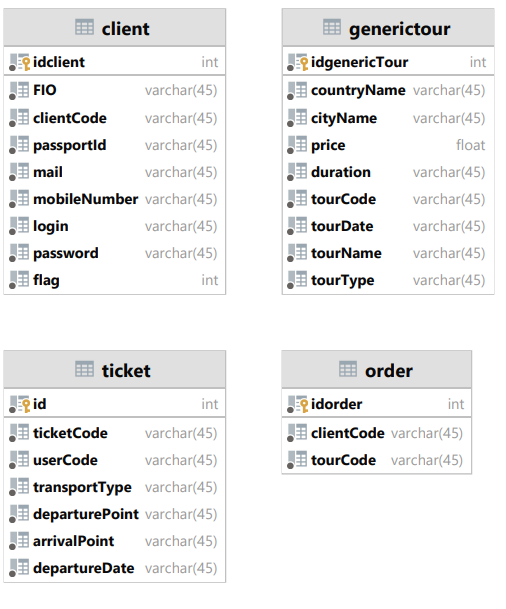 client
idclient int
FIO varchar(45)
clientCode varchar(45)
passportId varchar(45)
mail varchar(45)
mobileNumber varchar(45)
login varchar(45)
password varchar(45)
flag int
generictour
idgenericTour int
countryName varchar(45)
cityName varchar(45)
price float
duration varchar(45)
tourCode varchar(45)
tourDate varchar(45)
tourName varchar(45)
tourType varchar(45)
ticket
id int
ticketCode varchar(45)
userCode varchar(45)
transportType varchar(45)
departurePoint varchar(45)
arrivalPoint varchar(45)
departureDate varchar(45)
order
idorder int
clientCode varchar(45)
tourCode varchar(45)